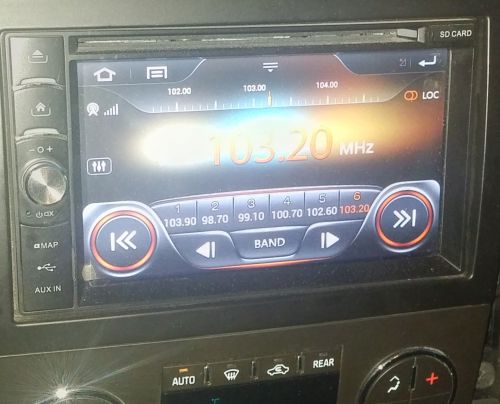 SD CARD
102.00 103.00 104.00
LOC
103.20 MHz
1 2 3 4 5 6
103.90 98.70 99.10 100.70 102.60 103.20
BAND
MAP
AUX IN
AUTO
REAR